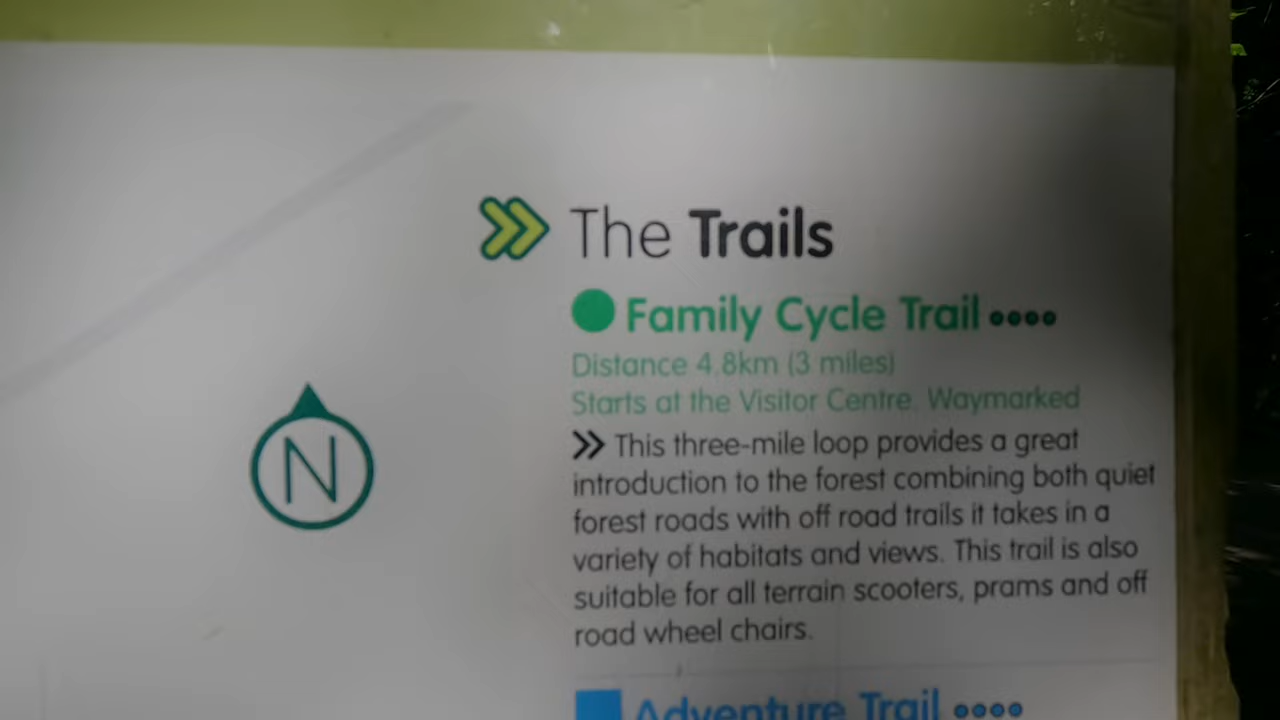 The Trails
Family Cycle Trail
Distance 4.8km (3 miles)
Starts at the Visitor Centre. Waymarked
This three-mile loop provides a great
introduction to the forest combining both quiet
forest roads with off road trails it takes in a
variety of habitats and views. This trail is also
suitable for all terrain scooters, prams and off
road wheel chairs.
N
Adventure Trail